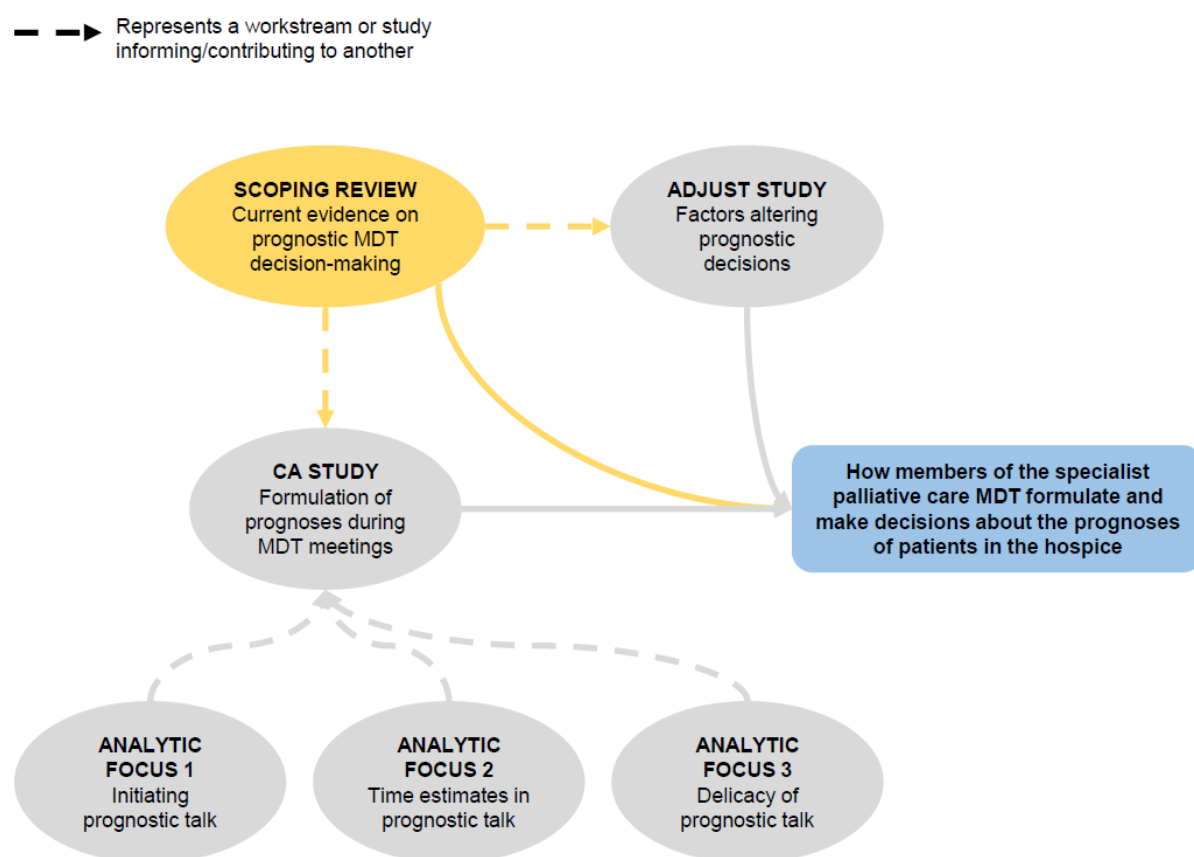 Represents a workstream or study
informing/contributing to another
SCOPING REVIEW
Current evidence on
prognostic MDT
decision-making
ADJUST STUDY
Factors altering
prognostic
decisions
CA STUDY
Formulation of
prognoses during
MDT meetings
How members of the specialist
palliative care MDT formulate and
make decisions about the prognoses
of patients in the hospice
ANALYTIC
FOCUS 1
Initiating
prognostic talk
ANALYTIC
FOCUS 2
Time estimates in
prognostic talk
ANALYTIC
FOCUS 3
Delicacy of
prognostic talk